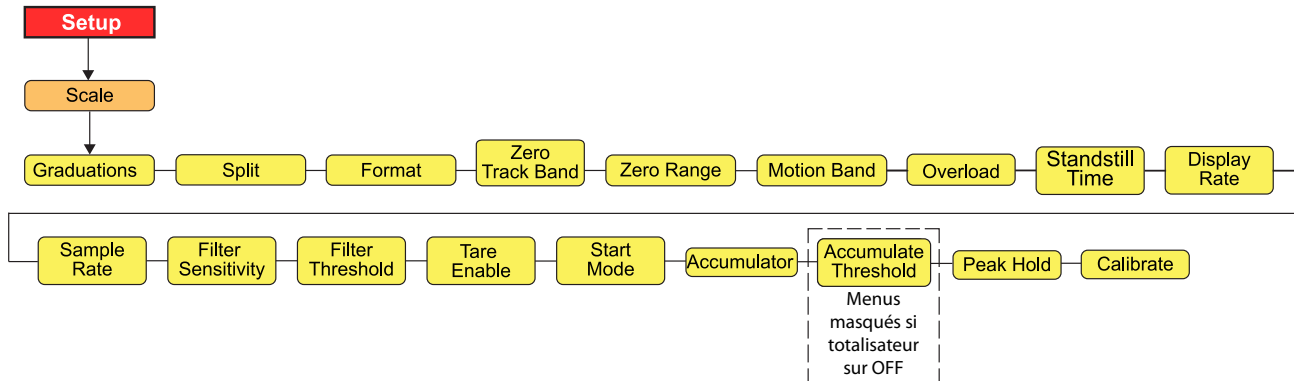 Setup
Scale
Graduations
Split
Format
Zero
Track Band
Zero Range
Motion Band
Overload
Standstill
Time
Display
Rate
Sample
Rate
Filter
Sensitivity
Filter
Threshold
Tare
Enable
Start
Mode
Accumulator
Accumulate
Threshold
Menus
masqués si
totalisateur
sur OFF
Peak Hold
Calibrate